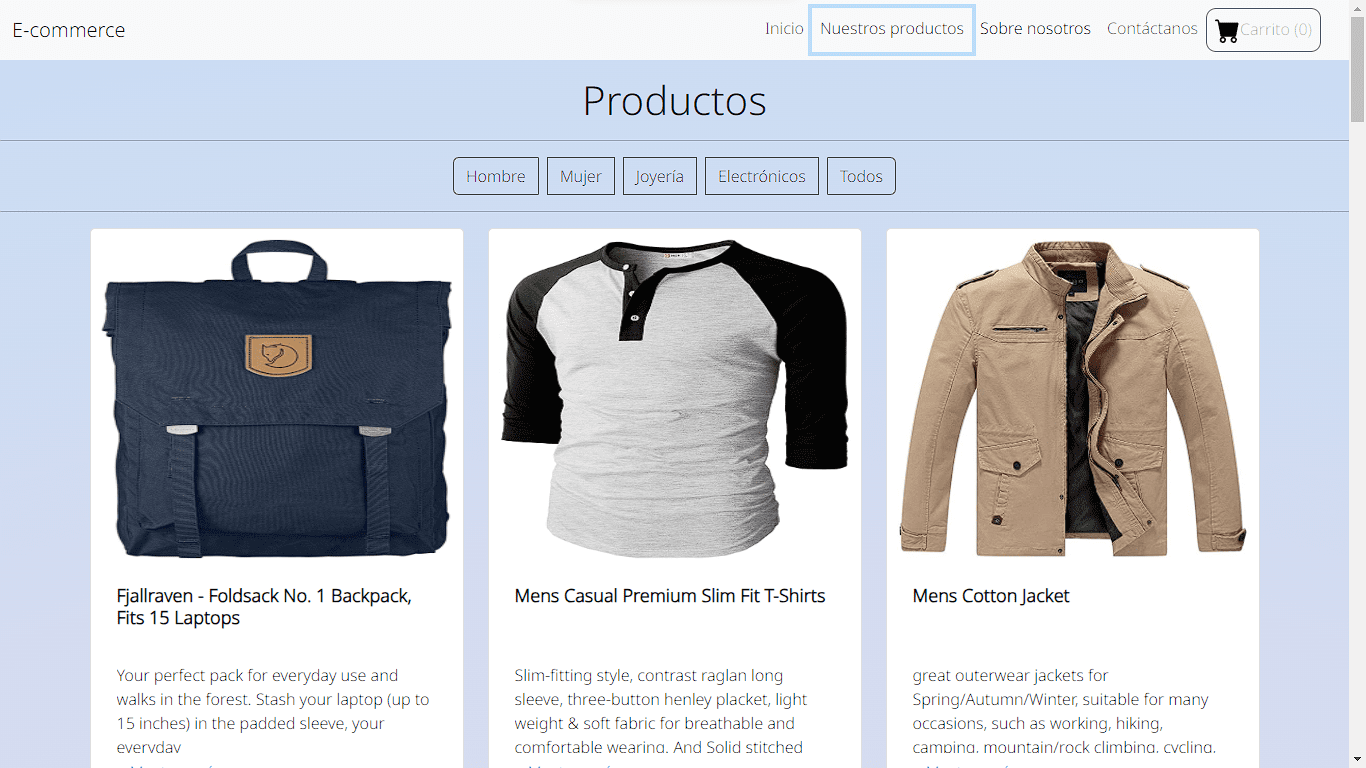 E-commerce
Inicio
Nuestros productos
Sobre nosotros
Contáctanos
Carrito (0)
Productos
Hombre
Mujer
Joyería
Electrónicos
Todos
Fjallraven - Foldsack No. 1 Backpack,
Fits 15 Laptops
Your perfect pack for everyday use and
walks in the forest. Stash your laptop (up to
15 inches) in the padded sleeve, your
everyday
Mens Casual Premium Slim Fit T-Shirts
Slim-fitting style, contrast raglan long
sleeve, three-button henley placket, light
weight & soft fabric for breathable and
comfortable wearing. And Solid stitched
Mens Cotton Jacket
great outerwear jackets for
Spring/Autumn/Winter, suitable for many
occasions, such as working, hiking,
camping, mountain/rock climbing, cycling,